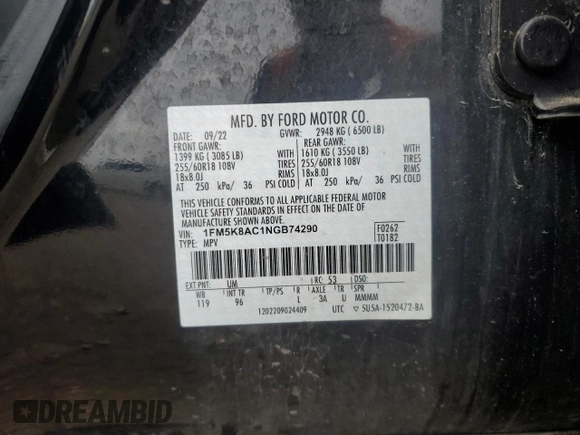 MFD. BY FORD MOTOR CO.
DATE: 09/22 GVWR: 2948 KG ( 6500 LB)
FRONT GAWR: REAR GAWR:
1399 KG ( 3085 LB) WITH 1610 KG ( 3550 LB) WITH
255/60R18 108V TIRES 255/60R18 108V TIRES
18x8.0J RIMS 18x8.0J RIMS
AT 250 kPa/ 36 PSI COLD AT 250 kPa/ 36 PSI COLD
THIS VEHICLE CONFORMS TO ALL APPLICABLE FEDERAL MOTOR
VEHICLE SAFETY STANDARDS IN EFFECT ON THE DATE OF
MANUFACTURE SHOWN ABOVE.
VIN: 1FM5K8AC1NGB74290 F0262
TYPE: MPV T0182
EXT PNT: UM RC: 53 DSO:
WB INT TR TP/PS R AXLE TR SPR
119 96 L 3A U MMMM
1202209024409 UTC ▽ 5U5A-1520472-BA
DREAMBID